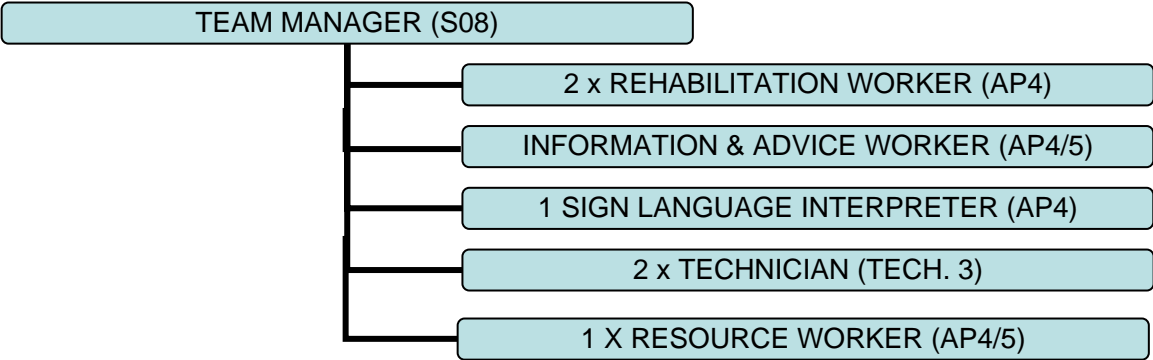 TEAM MANAGER (S08)
2 x REHABILITATION WORKER (AP4)
INFORMATION & ADVICE WORKER (AP4/5)
1 SIGN LANGUAGE INTERPRETER (AP4)
2 x TECHNICIAN (TECH. 3)
1 X RESOURCE WORKER (AP4/5)